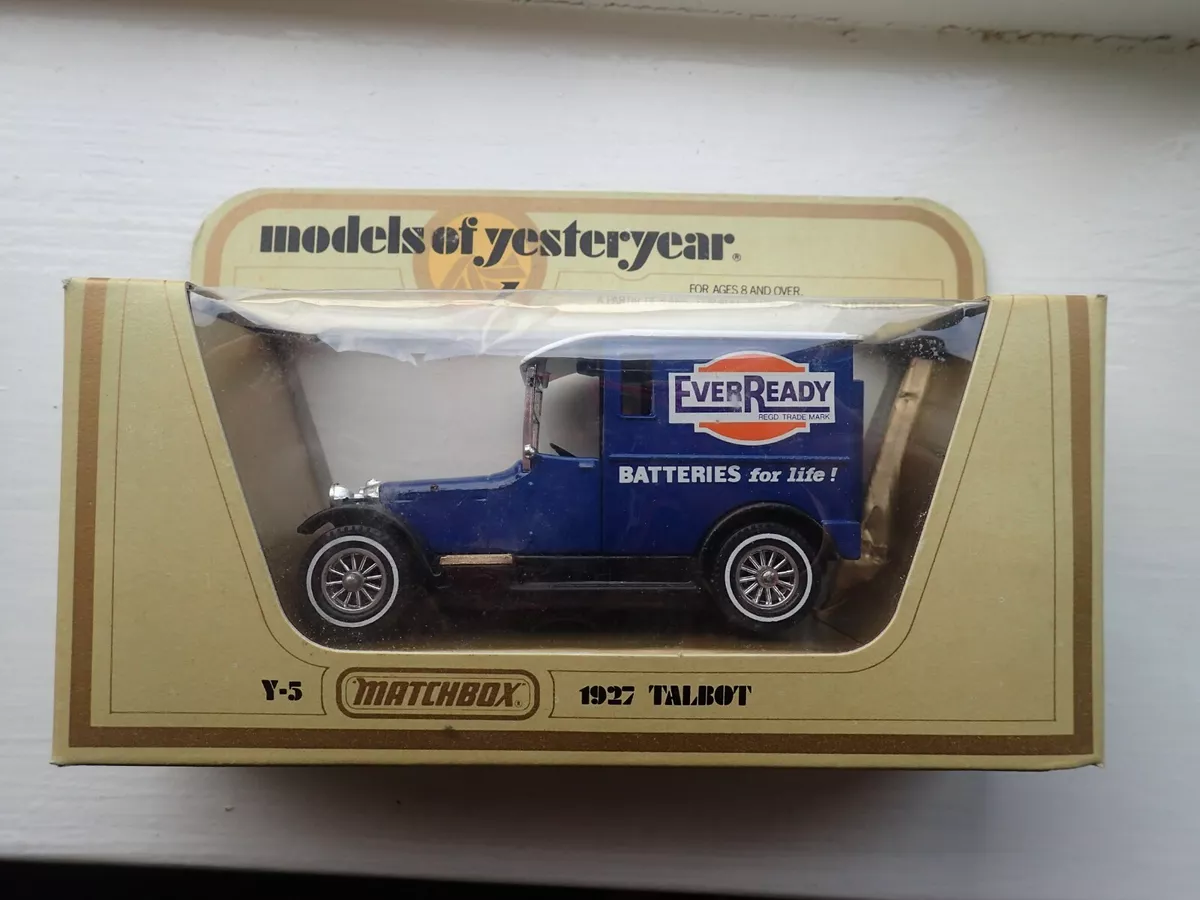 models of yesteryear®
FOR AGES 8 AND OVER.
EVERREADY
REGD. TRADE MARK
BATTERIES for life!
Y-5
MATCHBOX
1927 TALBOT